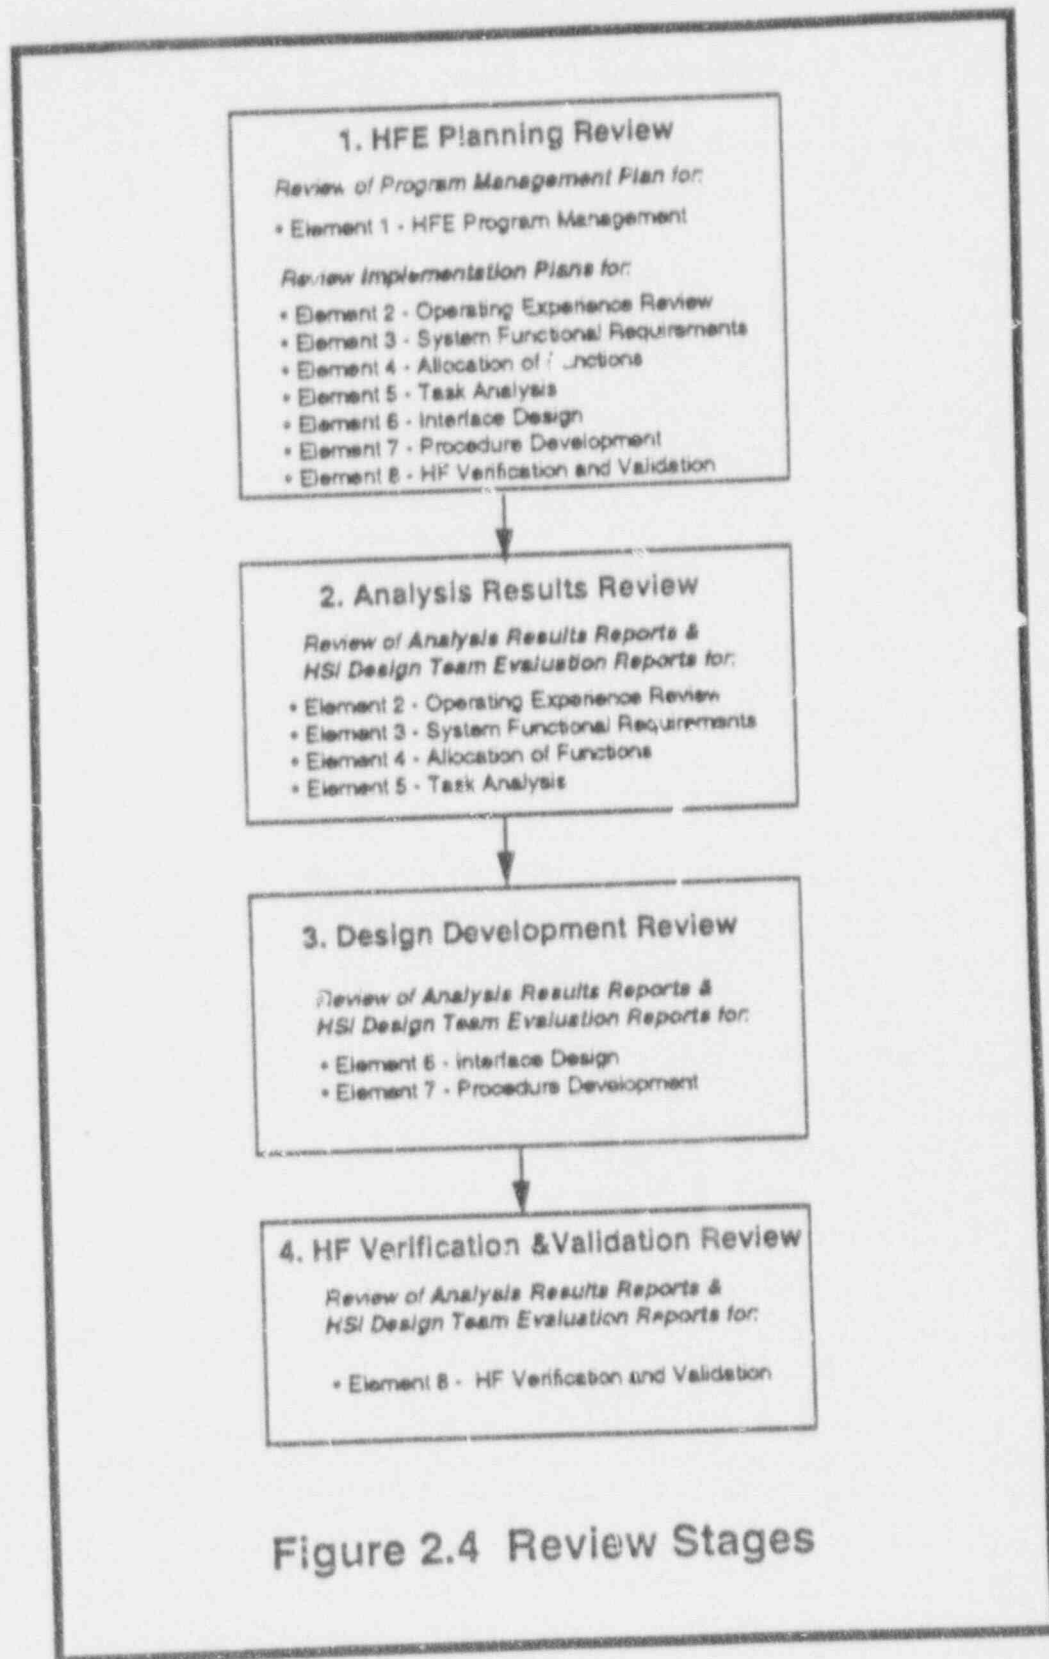 1. HFE Planning Review
Review of Program Management Plan for:
• Element 1 - HFE Program Management
Review Implementation Plans for:
• Element 2 - Operating Experience Review
• Element 3 - System Functional Requirements
• Element 4 - Allocation of
• Element 5 - Task Analysis
• Element 6 - Interface Design
• Element 7 - Procedure Development
• Element 8 - HF Verification and Validation
2. Analysis Results Review
Review of Analysis Results Reports &
HSI Design Team Evaluation Reports for:
• Element 2 - Operating Experience Review
• Element 3 - System Functional Requirements
• Element 4 - Allocation of Functions
• Element 5 - Task Analysis
3. Design Development Review
Review of Analysis Results Reports &
HSI Design Team Evaluation Reports for:
• Element 6 - interface Design
• Element 7 - Procedure Development
4. HF Verification &Validation Review
Review of Analysis Results Reports &
HSI Design Team Evaluation Reports for:
• Element 8 - HF Verification and Validation
Figure 2.4 Review Stages